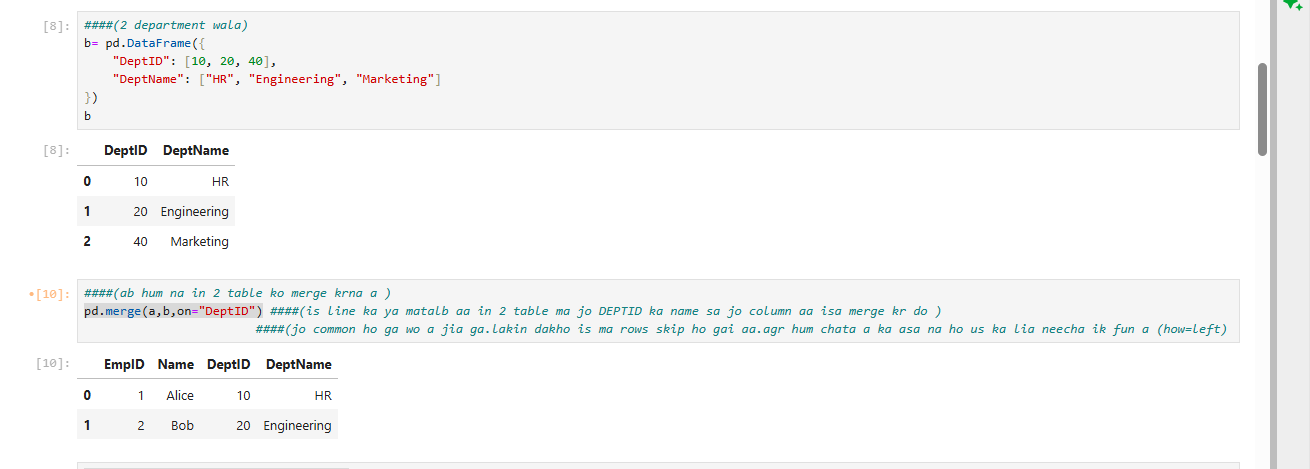 [8]: ####(2 department wala)
b= pd.DataFrame({
"DeptID": [10, 20, 40],
"DeptName": ["HR", "Engineering", "Marketing"]
})
b
[8]: DeptID DeptName
0 10 HR
1 20 Engineering
2 40 Marketing
*[10]: ####(ab hum na in 2 table ko merge krna a )
pd.merge(a,b,on="DeptID") ####(is line ka ya matalb aa in 2 table ma jo DEPTID ka name sa jo column aa isa merge kr do )
####(jo common ho ga wo a jia ga.lakin dakho is ma rows skip ho gai aa.agr hum chata a ka asa na ho us ka lia neecha ik fun a (how=left)
[10]: EmpID Name DeptID DeptName
0 1 Alice 10 HR
1 2 Bob 20 Engineering